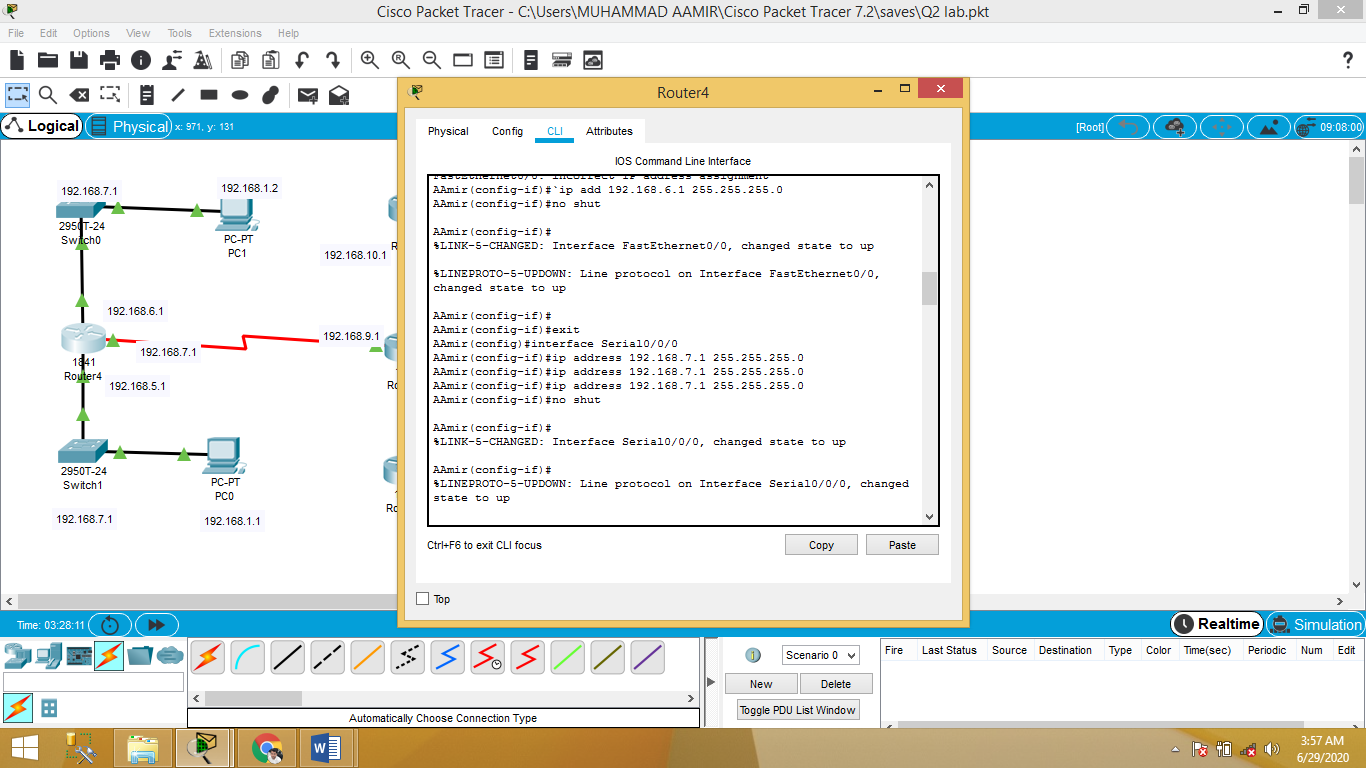 Cisco Packet Tracer - C:\Users\MUHAMMAD AAMIR\Cisco Packet Tracer 7.2\saves\Q2 lab.pkt
File Edit Options View Tools Extensions Help
Logical
Physical x: 971, y: 131
[Root]
09:08:00
192.168.7.1
192.168.1.2
2950T-24
Switch0
PC-PT
PC1
192.168.10.1
192.168.6.1
192.168.9.1
192.168.7.1
1841
Router4
192.168.5.1
2950T-24
Switch1
PC-PT
PC0
192.168.7.1
192.168.1.1
Router4
Physical Config CLI Attributes
IOS Command Line Interface
FastEthernet0/0: Incorrect IP address assignment
AAmir(config-if)#`ip add 192.168.6.1 255.255.255.0
AAmir(config-if)#no shut
AAmir(config-if)#
%LINK-5-CHANGED: Interface FastEthernet0/0, changed state to up
%LINEPROTO-5-UPDOWN: Line protocol on Interface FastEthernet0/0,
changed state to up
AAmir(config-if)#
AAmir(config-if)#exit
AAmir(config)#interface Serial0/0/0
AAmir(config-if)#ip address 192.168.7.1 255.255.255.0
AAmir(config-if)#ip address 192.168.7.1 255.255.255.0
AAmir(config-if)#ip address 192.168.7.1 255.255.255.0
AAmir(config-if)#no shut
AAmir(config-if)#
%LINK-5-CHANGED: Interface Serial0/0/0, changed state to up
AAmir(config-if)#
%LINEPROTO-5-UPDOWN: Line protocol on Interface Serial0/0/0, changed
state to up
Ctrl+F6 to exit CLI focus
Copy
Paste
Top
Time: 03:28:11
Realtime
Simulation
Scenario 0
New
Delete
Toggle PDU List Window
Fire Last Status Source Destination Type Color Time(sec) Periodic Num Edit
Automatically Choose Connection Type
3:57 AM
6/29/2020